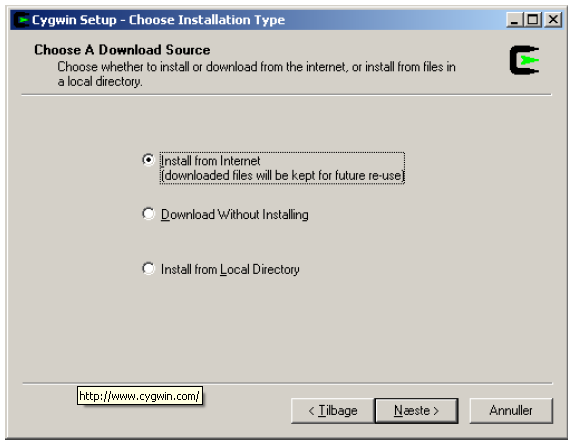 Cygwin Setup - Choose Installation Type
Choose A Download Source
Choose whether to install or download from the internet, or install from files in
a local directory.
Install from Internet
(downloaded files will be kept for future re-use)
Download Without Installing
Install from Local Directory
http://www.cygwin.com/
< Tilbage
Næste >
Annuller